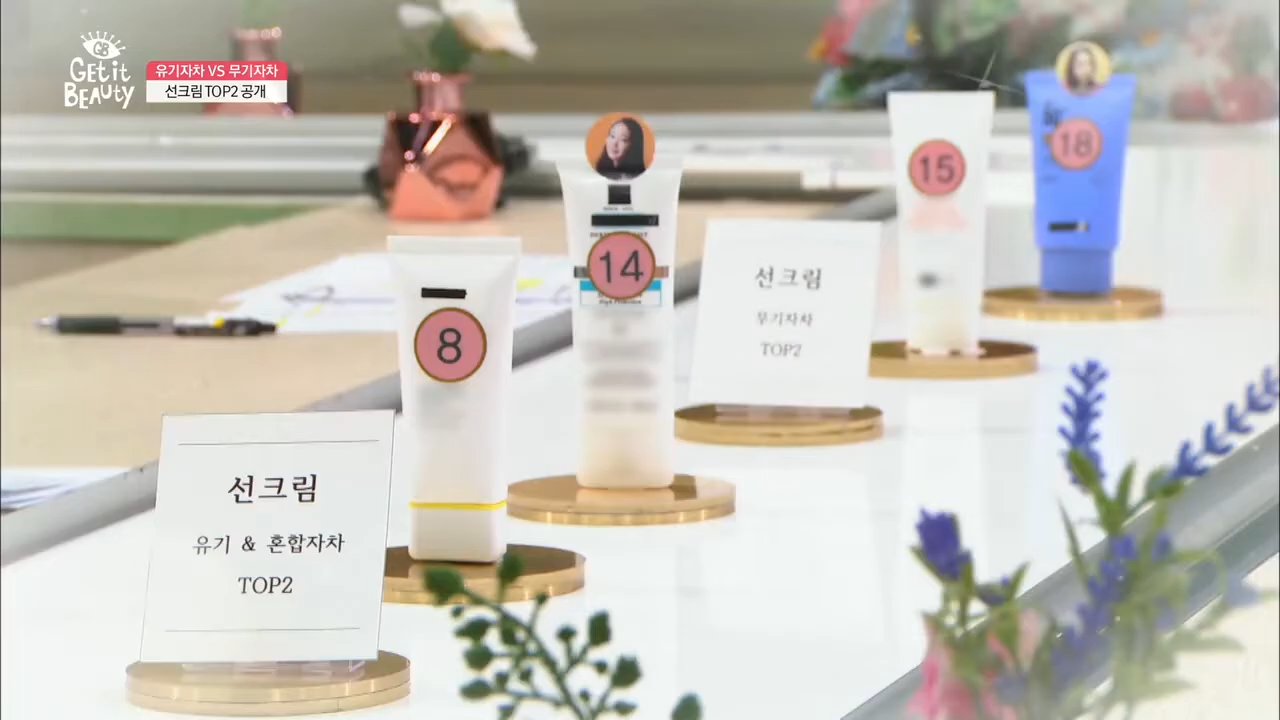 GB
GET it
BEAUTY
유기자차 VS 무기자차
선크림 TOP2 공개
8
14
15
18
선크림
무기자차
TOP2
선크림
유기 & 혼합자차
TOP2